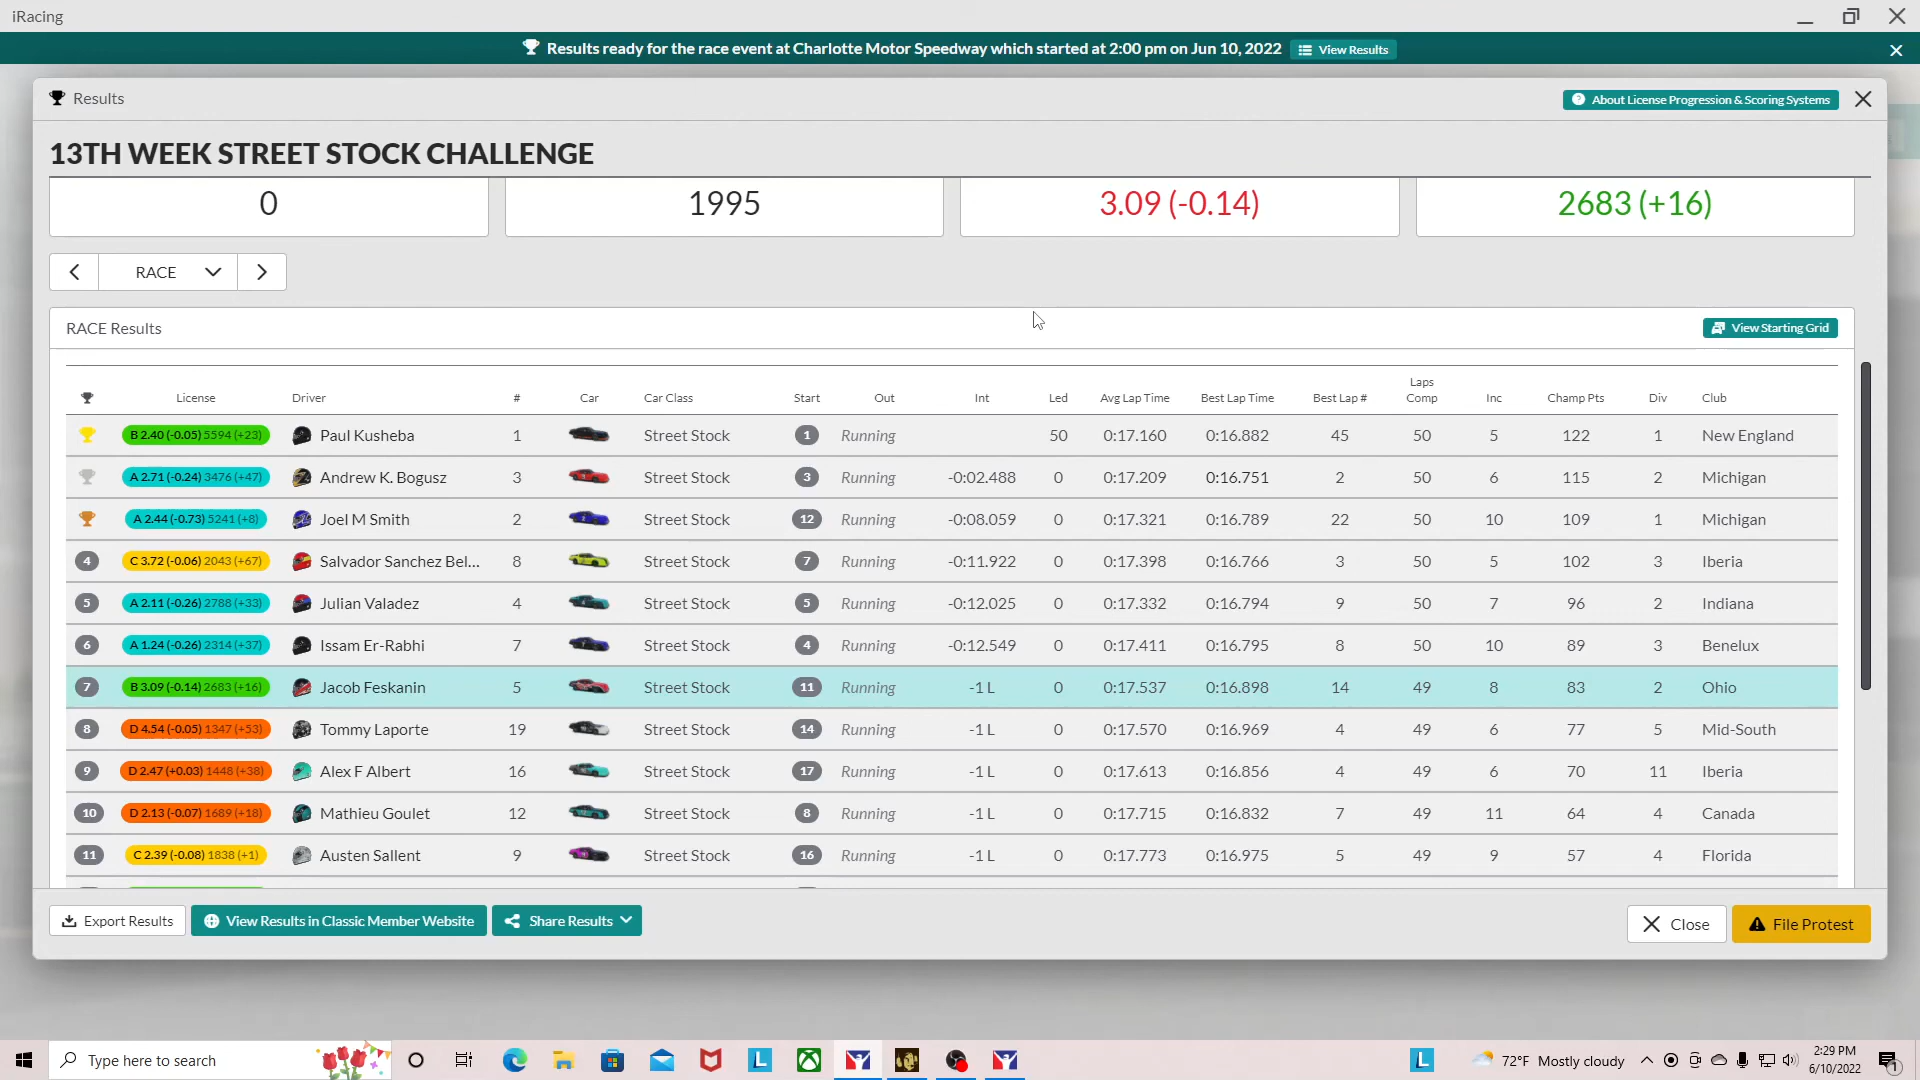 iRacing
Results ready for the race event at Charlotte Motor Speedway which started at 2:00 pm on Jun 10, 2022 View Results
Results About License Progression & Scoring Systems
13TH WEEK STREET STOCK CHALLENGE
0 1995 3.09 (-0.14) 2683 (+16)
RACE
RACE Results View Starting Grid
License Driver # Car Car Class Start Out Int Led Avg Lap Time Best Lap Time Best Lap # Laps Comp Inc Champ Pts Div Club
B 2.40 (-0.05) 5594 (+23) Paul Kusheba 1 Street Stock 1 Running 50 0:17.160 0:16.882 45 50 5 122 1 New England
A 2.71 (-0.24) 3476 (+47) Andrew K. Bogusz 3 Street Stock 3 Running -0:02.488 0 0:17.209 0:16.751 2 50 6 115 2 Michigan
A 2.44 (-0.73) 5241 (+8) Joel M Smith 2 Street Stock 12 Running -0:08.059 0 0:17.321 0:16.789 22 50 10 109 1 Michigan
4 C 3.72 (-0.06) 2043 (+67) Salvador Sanchez Bel... 8 Street Stock 7 Running -0:11.922 0 0:17.398 0:16.766 3 50 5 102 3 Iberia
5 A 2.11 (-0.26) 2788 (+33) Julian Valadez 4 Street Stock 5 Running -0:12.025 0 0:17.332 0:16.794 9 50 7 96 2 Indiana
6 A 1.24 (-0.26) 2314 (+37) Issam Er-Rabhi 7 Street Stock 4 Running -0:12.549 0 0:17.411 0:16.795 8 50 10 89 3 Benelux
7 B 3.09 (-0.14) 2683 (+16) Jacob Feskanin 5 Street Stock 11 Running -1 L 0 0:17.537 0:16.898 14 49 8 83 2 Ohio
8 D 4.54 (-0.05) 1347 (+53) Tommy Laporte 19 Street Stock 14 Running -1 L 0 0:17.570 0:16.969 4 49 6 77 5 Mid-South
9 D 2.47 (+0.03) 1448 (+38) Alex F Albert 16 Street Stock 17 Running -1 L 0 0:17.613 0:16.856 4 49 6 70 11 Iberia
10 D 2.13 (-0.07) 1689 (+18) Mathieu Goulet 12 Street Stock 8 Running -1 L 0 0:17.715 0:16.832 7 49 11 64 4 Canada
11 C 2.39 (-0.08) 1838 (+1) Austen Sallent 9 Street Stock 16 Running -1 L 0 0:17.773 0:16.975 5 49 9 57 4 Florida
Export Results View Results in Classic Member Website Share Results Close File Protest
Type here to search L L 72°F Mostly cloudy 2:29 PM
6/10/2022 1